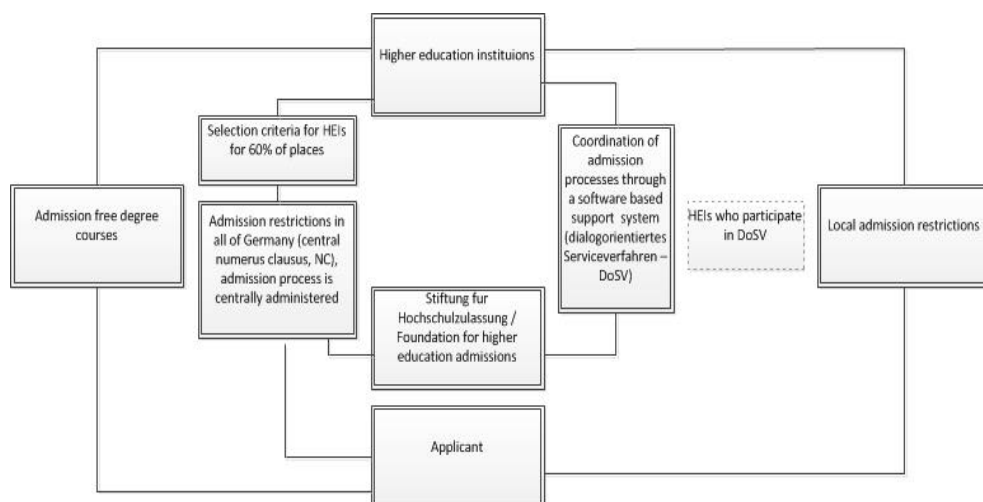 Higher education instituions
Selection criteria for HEIs
for 60% of places
Coordination of
admission
processes through
a software based
support system
(dialogorientiertes
Serviceverfahren –
DoSV)
Admission free degree
courses
Admission restrictions in
all of Germany (central
numerus clausus, NC),
admission process is
centrally administered
HEIs who participate
in DoSV
Local admission restrictions
Stiftung fur
Hochschulzulassung /
Foundation for higher
education admissions
Applicant